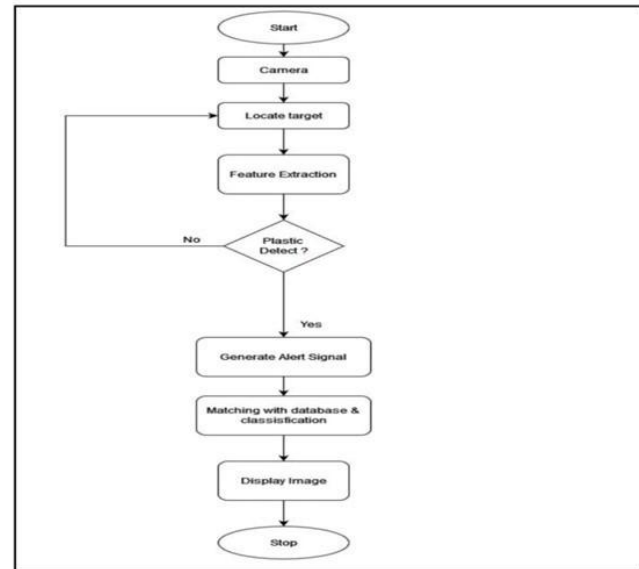 Start
Camera
Locate target
Feature Extraction
No
Plastic
Detect ?
Yes
Generate Alert Signal
Matching with database &
classisfication
Display Image
Stop